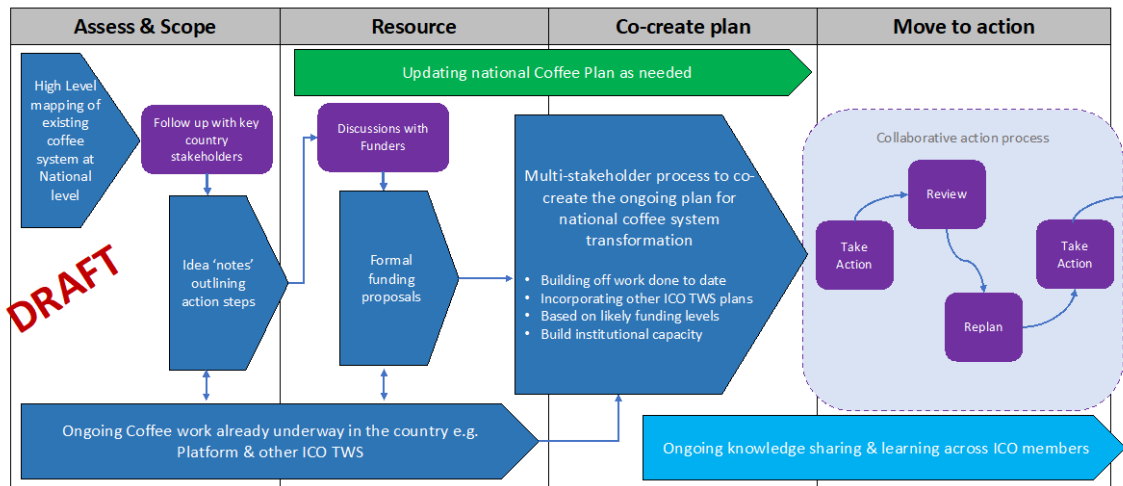 Assess & Scope
Resource
Co-create plan
Move to action
Updating national Coffee Plan as needed
High Level
mapping of
existing
coffee
system at
National
level
Follow up with key
country
stakeholders
Discussions with
Funders
Multi-stakeholder process to co-
create the ongoing plan for
national coffee system
transformation
• Building off work done to date
• Incorporating other ICO TWS plans
• Based on likely funding levels
• Build institutional capacity
Collaborative action process
Review
Take
Action
Take
Action
Replan
DRAFT
Idea ‘notes’
outlining
action steps
Formal
funding
proposals
Ongoing Coffee work already underway in the country e.g.
Platform & other ICO TWS
Ongoing knowledge sharing & learning across ICO members